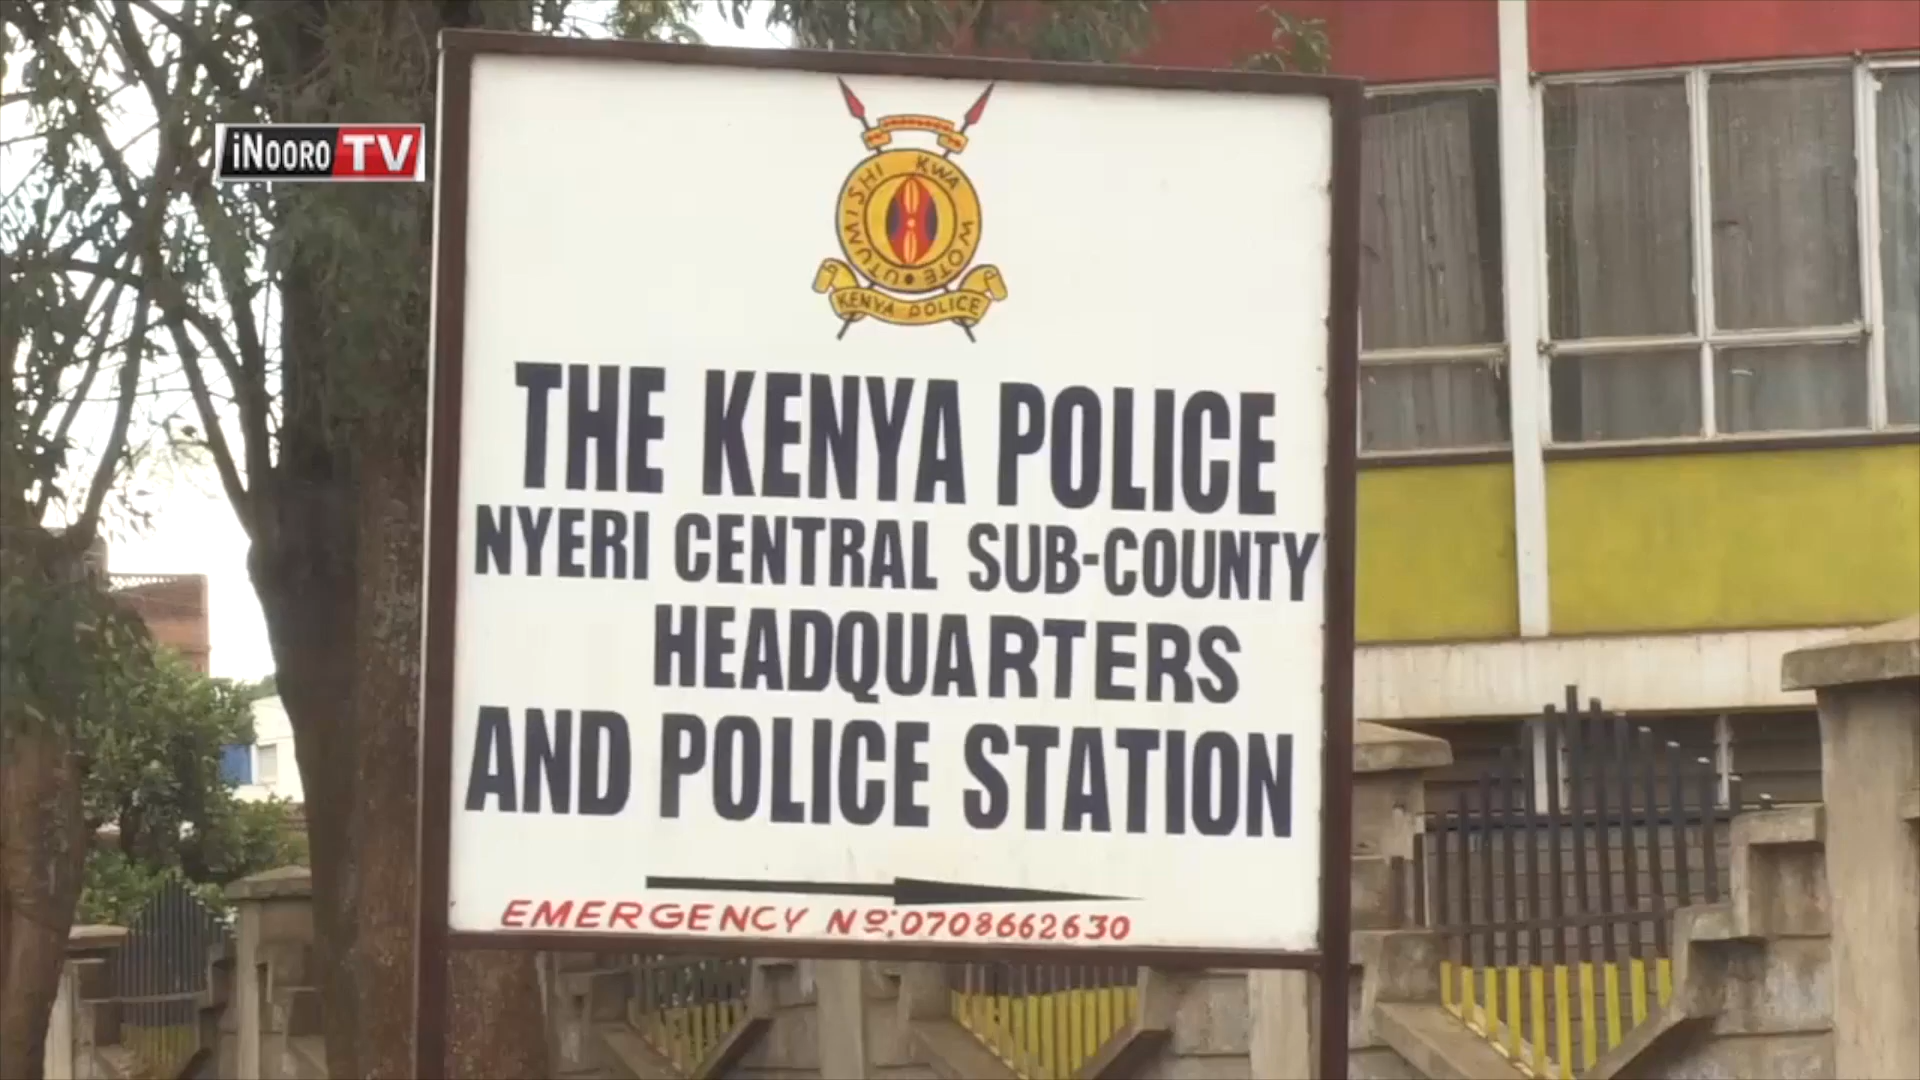 iNOORO TV
UTUMISHI KWA WOTE
KENYA POLICE
THE KENYA POLICE
NYERI CENTRAL SUB-COUNTY
HEADQUARTERS
AND POLICE STATION
EMERGENCY Nº:0708662630